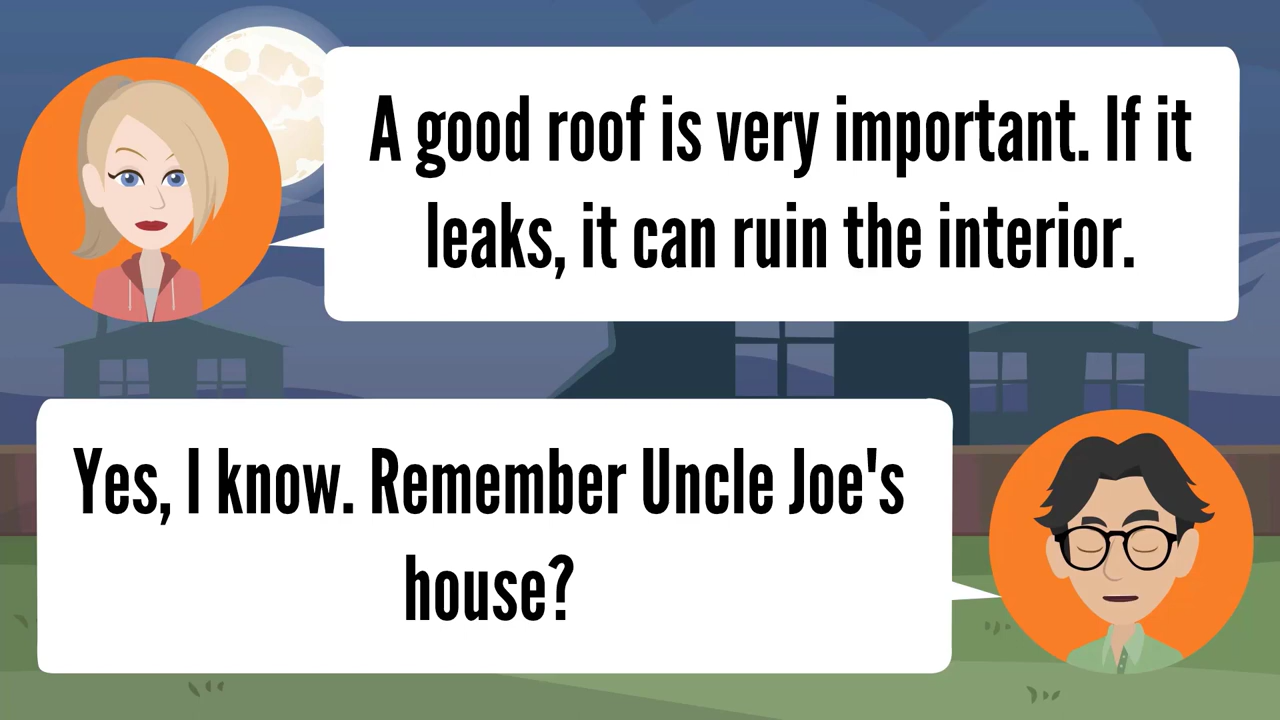 A good roof is very important. If it
leaks, it can ruin the interior.
Yes, I know. Remember Uncle Joe's
house?